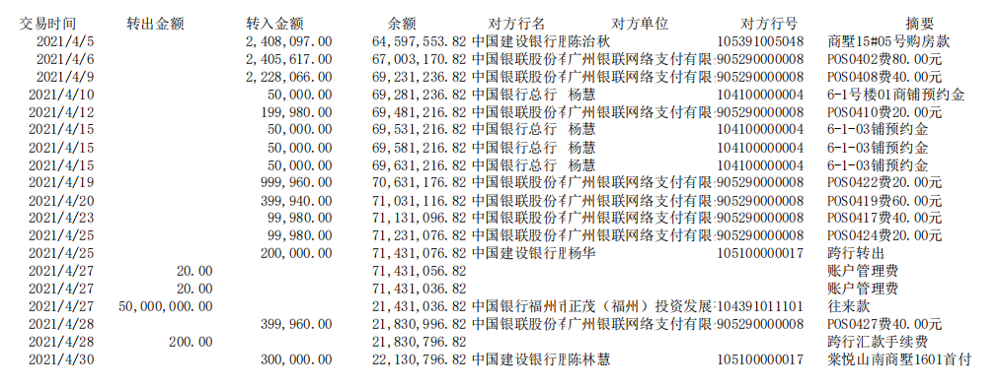 交易时间 转出金额 转入金额 余额 对方行名 对方单位 对方行号 摘要
2021/4/5 2,408,097.00 64,597,553.82 中国建设银行 陈治秋 105391005048 商墅15#05号购房款
2021/4/6 2,405,617.00 67,003,170.82 中国银联股份 广州银联网络支付有限 905290000008 POS0402费80.00元
2021/4/9 2,228,066.00 69,231,236.82 中国银联股份 广州银联网络支付有限 905290000008 POS0408费40.00元
2021/4/10 50,000.00 69,281,236.82 中国银行总行 杨慧 104100000004 6-1号楼01商铺预约金
2021/4/12 199,980.00 69,481,216.82 中国银联股份 广州银联网络支付有限 905290000008 POS0410费20.00元
2021/4/15 50,000.00 69,531,216.82 中国银行总行 杨慧 104100000004 6-1-03铺预约金
2021/4/15 50,000.00 69,581,216.82 中国银行总行 杨慧 104100000004 6-1-03铺预约金
2021/4/15 50,000.00 69,631,216.82 中国银行总行 杨慧 104100000004 6-1-03铺预约金
2021/4/19 999,960.00 70,631,176.82 中国银联股份 广州银联网络支付有限 905290000008 POS0422费20.00元
2021/4/20 399,940.00 71,031,116.82 中国银联股份 广州银联网络支付有限 905290000008 POS0419费60.00元
2021/4/23 99,980.00 71,131,096.82 中国银联股份 广州银联网络支付有限 905290000008 POS0417费40.00元
2021/4/25 99,980.00 71,231,076.82 中国银联股份 广州银联网络支付有限 905290000008 POS0424费20.00元
2021/4/25 200,000.00 71,431,076.82 中国建设银行 杨华 105100000017 跨行转出
2021/4/27 20.00 71,431,056.82 账户管理费
2021/4/27 20.00 71,431,036.82 账户管理费
2021/4/27 50,000,000.00 21,431,036.82 中国银行福州 正茂（福州）投资发展 104391011101 往来款
2021/4/28 399,960.00 21,830,996.82 中国银联股份 广州银联网络支付有限 905290000008 POS0427费40.00元
2021/4/28 200.00 21,830,796.82 跨行汇款手续费
2021/4/30 300,000.00 22,130,796.82 中国建设银行 陈林慧 105100000017 棠悦山南商墅1601首付